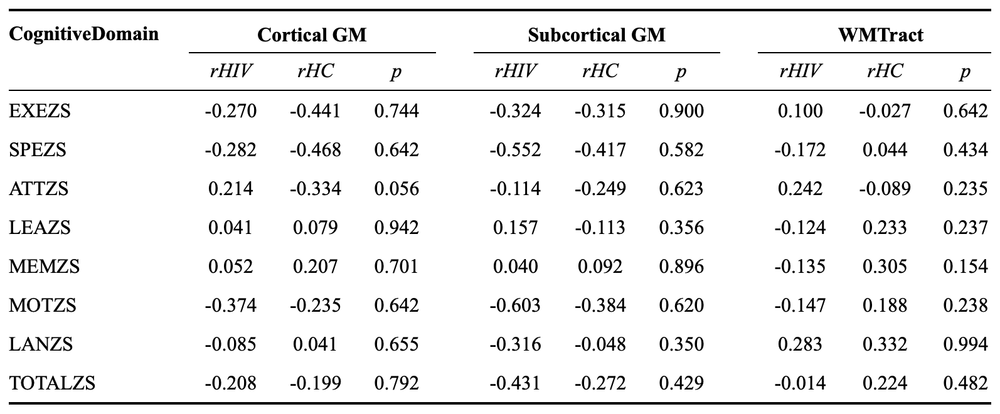 CognitiveDomain Cortical GM Subcortical GM WMTract
rHIV rHC p rHIV rHC p rHIV rHC p
EXEZS -0.270 -0.441 0.744 -0.324 -0.315 0.900 0.100 -0.027 0.642
SPEZS -0.282 -0.468 0.642 -0.552 -0.417 0.582 -0.172 0.044 0.434
ATTZS 0.214 -0.334 0.056 -0.114 -0.249 0.623 0.242 -0.089 0.235
LEAZS 0.041 0.079 0.942 0.157 -0.113 0.356 -0.124 0.233 0.237
MEMZS 0.052 0.207 0.701 0.040 0.092 0.896 -0.135 0.305 0.154
MOTZS -0.374 -0.235 0.642 -0.603 -0.384 0.620 -0.147 0.188 0.238
LANZS -0.085 0.041 0.655 -0.316 -0.048 0.350 0.283 0.332 0.994
TOTALZS -0.208 -0.199 0.792 -0.431 -0.272 0.429 -0.014 0.224 0.482